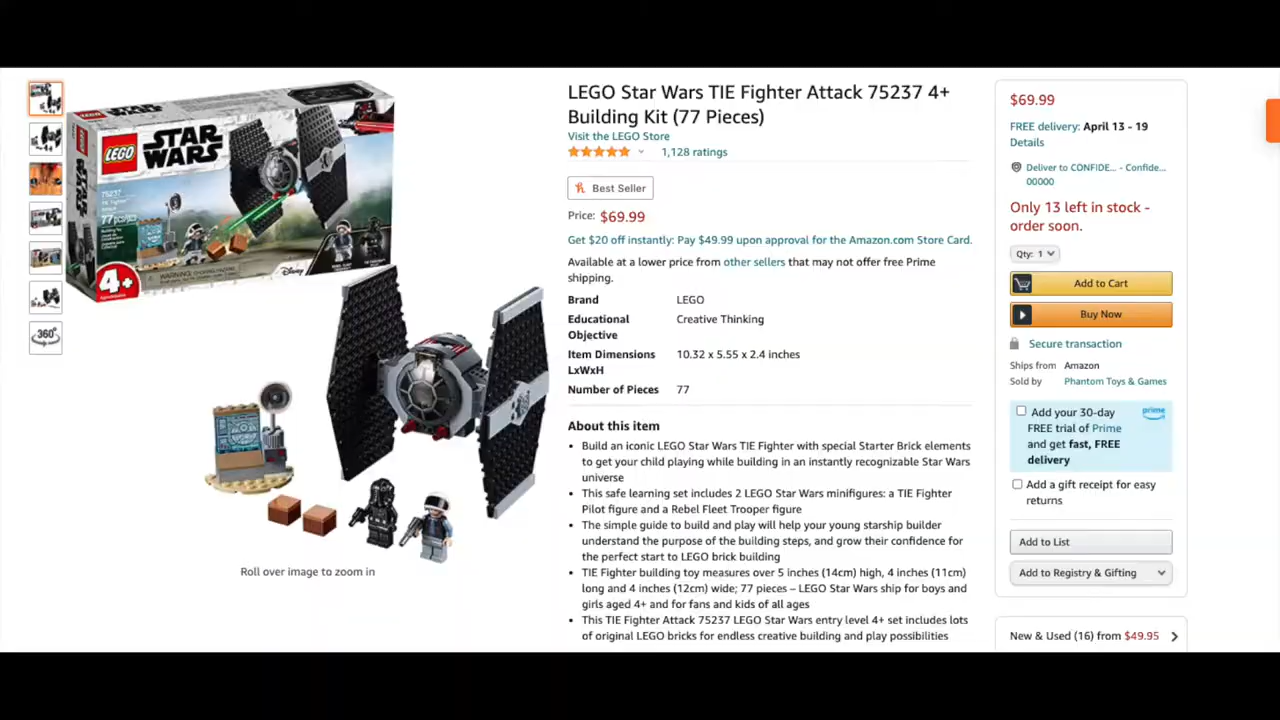 LEGO
STAR
WARS
75237
77pcs/pzs
4+
Disney
360°
Roll over image to zoom in
LEGO Star Wars TIE Fighter Attack 75237 4+
Building Kit (77 Pieces)
Visit the LEGO Store
1,128 ratings
Best Seller
Price: $69.99
Get $20 off instantly: Pay $49.99 upon approval for the Amazon.com Store Card.
Available at a lower price from other sellers that may not offer free Prime
shipping.
Brand LEGO
Educational Creative Thinking
Objective
Item Dimensions 10.32 x 5.55 x 2.4 inches
LxWxH
Number of Pieces 77
About this item
• Build an iconic LEGO Star Wars TIE Fighter with special Starter Brick elements
to get your child playing while building in an instantly recognizable Star Wars
universe
• This safe learning set includes 2 LEGO Star Wars minifigures: a TIE Fighter
Pilot figure and a Rebel Fleet Trooper figure
• The simple guide to build and play will help your young starship builder
understand the purpose of the building steps, and grow their confidence for
the perfect start to LEGO brick building
• TIE Fighter building toy measures over 5 inches (14cm) high, 4 inches (11cm)
long and 4 inches (12cm) wide; 77 pieces – LEGO Star Wars ship for boys and
girls aged 4+ and for fans and kids of all ages
• This TIE Fighter Attack 75237 LEGO Star Wars entry level 4+ set includes lots
of original LEGO bricks for endless creative building and play possibilities
$69.99
FREE delivery: April 13 - 19
Details
Deliver to CONFIDE... - Confide...
00000
Only 13 left in stock -
order soon.
Qty: 1
Add to Cart
Buy Now
Secure transaction
Ships from Amazon
Sold by Phantom Toys & Games
Add your 30-day prime
FREE trial of Prime
and get fast, FREE
delivery
Add a gift receipt for easy
returns
Add to List
Add to Registry & Gifting
New & Used (16) from $49.95